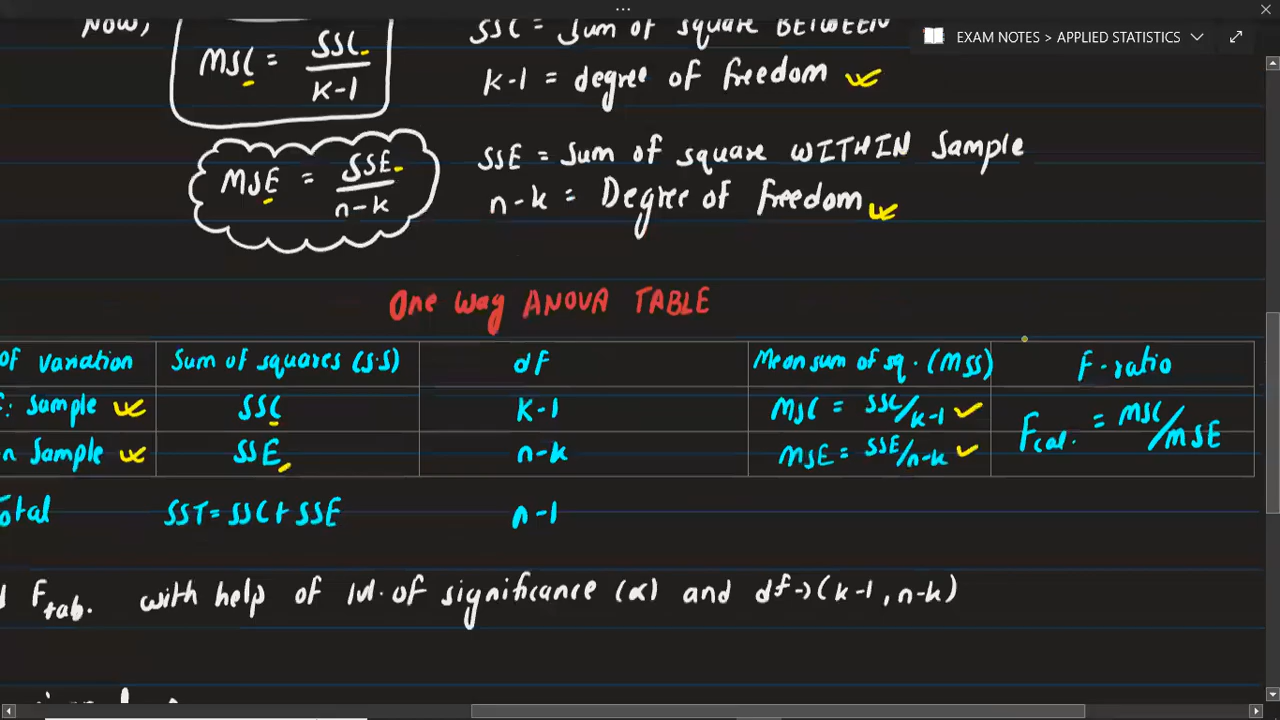 Now,
SSC = Sum of square BETWEEN
MSC = SSC / k-1
k-1 = degree of freedom
EXAM NOTES > APPLIED STATISTICS
MSE = SSE / n-k
SSE = Sum of square WITHIN Sample
n-k = Degree of freedom
One way ANOVA TABLE
of variation Sum of squares (S.S) df Mean sum of sq. (MSS) F-ratio
Sample SSC k-1 MSC = SSC/k-1 Fcal. = MSC/MSE
n Sample SSE n-k MSE = SSE/n-k
Total SST = SSC + SSE n-1
Ftab. with help of lvl. of significance (α) and df→(k-1, n-k)